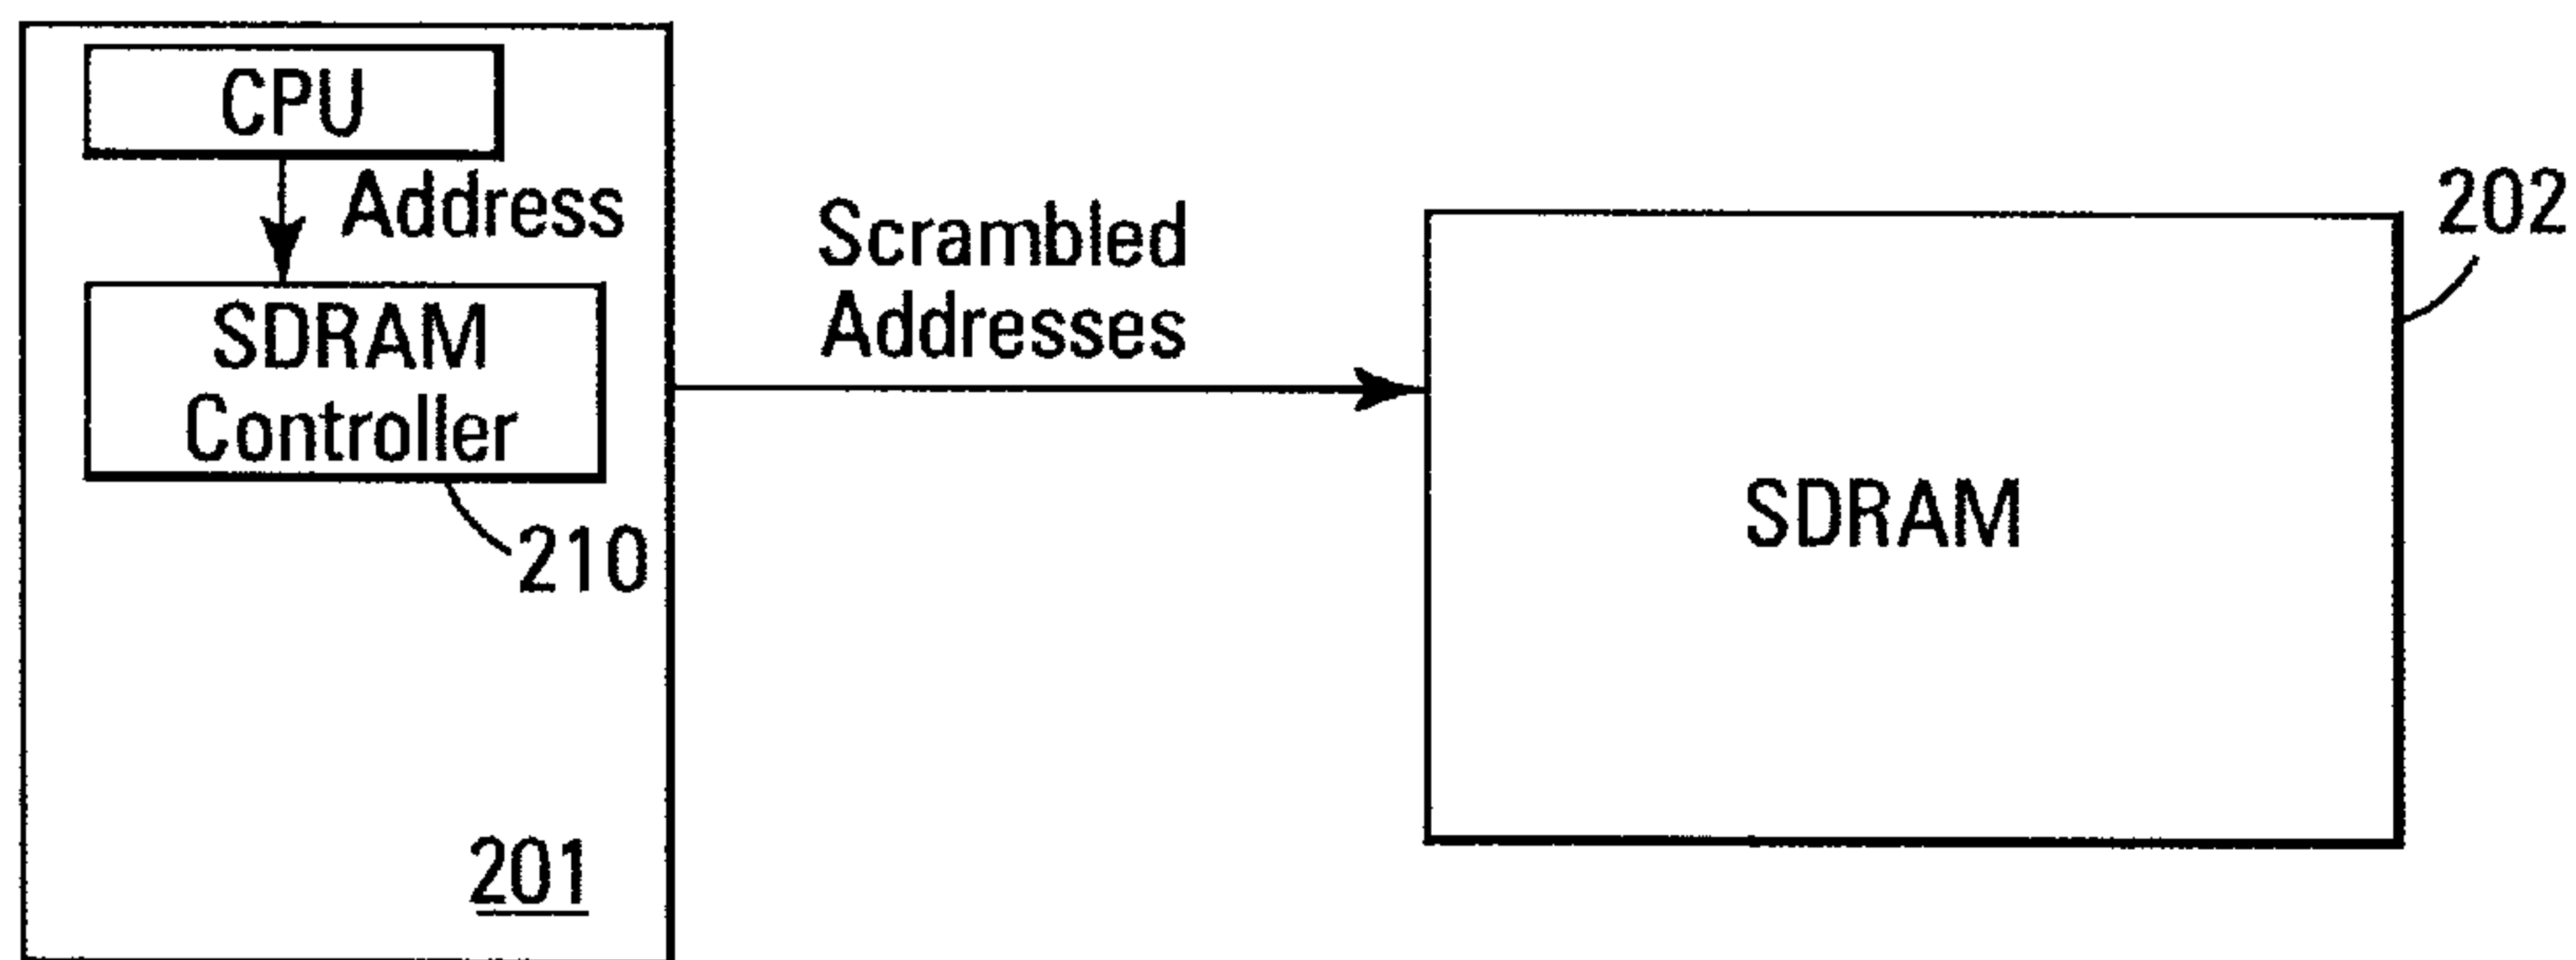 CPU
Address
SDRAM
Controller
210
201
Scrambled
Addresses
SDRAM
202